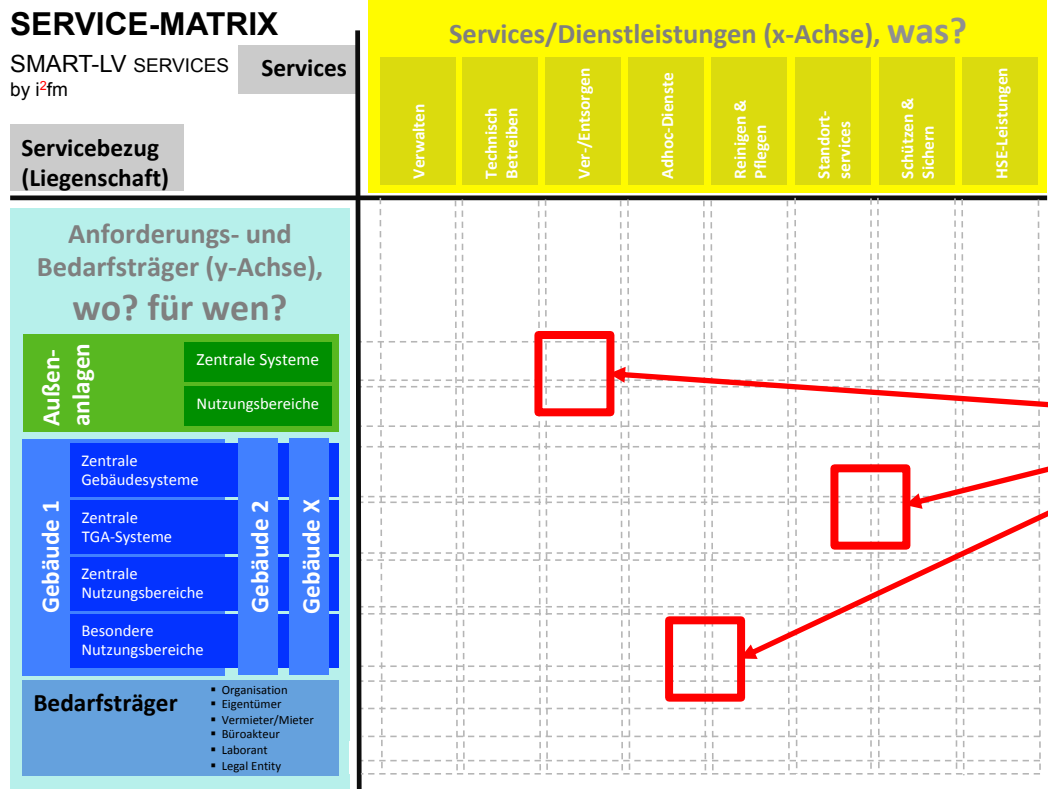 SERVICE-MATRIX
SMART-LV SERVICES
by i²fm
Services
Servicebezug
(Liegenschaft)
Services/Dienstleistungen (x-Achse), was?
Verwalten
Technisch
Betreiben
Ver-/Entsorgen
Adhoc-Dienste
Reinigen &
Pflegen
Standort-
services
Schützen &
Sichern
HSE-Leistungen
Anforderungs- und
Bedarfsträger (y-Achse),
wo? für wen?
Außen-
anlagen
Zentrale Systeme
Nutzungsbereiche
Gebäude 1
Zentrale
Gebäudesysteme
Zentrale
TGA-Systeme
Zentrale
Nutzungsbereiche
Besondere
Nutzungsbereiche
Gebäude 2
Gebäude X
Bedarfsträger
▪ Organisation
▪ Eigentümer
▪ Vermieter/Mieter
▪ Büroakteur
▪ Laborant
▪ Legal Entity